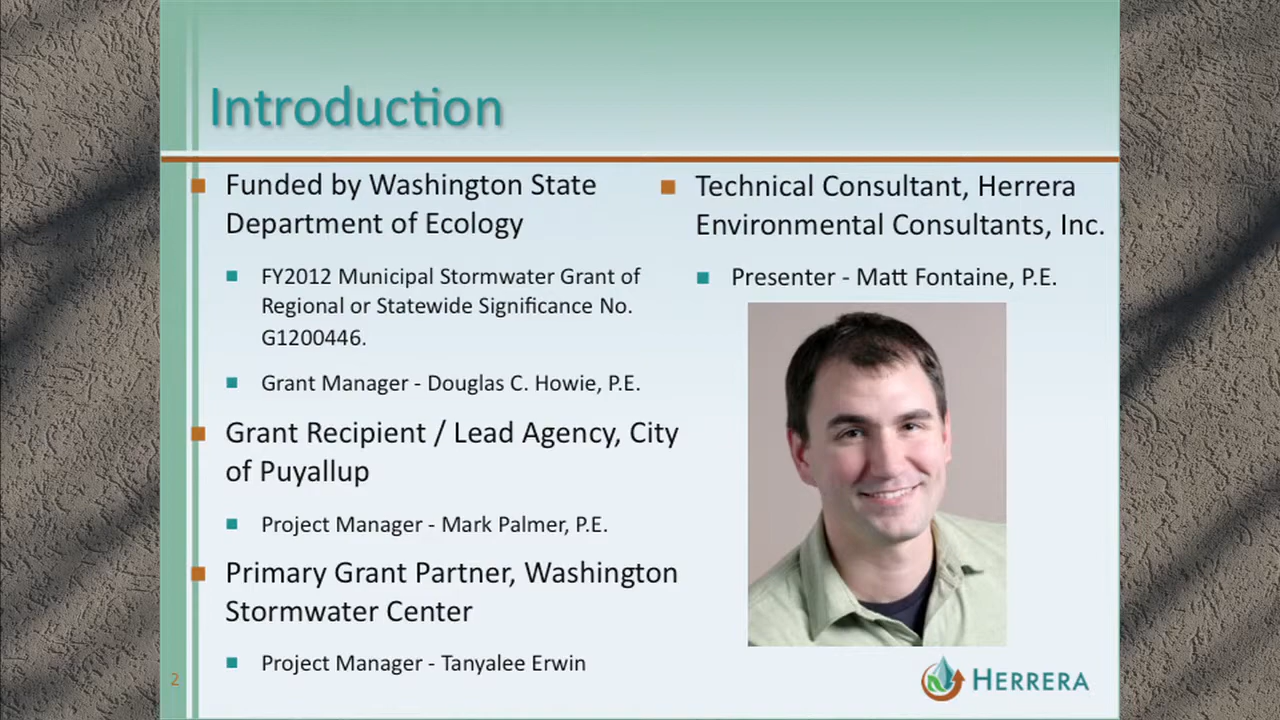 Introduction
Funded by Washington State
Department of Ecology
FY2012 Municipal Stormwater Grant of
Regional or Statewide Significance No.
G1200446.
Grant Manager - Douglas C. Howie, P.E.
Grant Recipient / Lead Agency, City
of Puyallup
Project Manager - Mark Palmer, P.E.
Primary Grant Partner, Washington
Stormwater Center
Project Manager - Tanyalee Erwin
Technical Consultant, Herrera
Environmental Consultants, Inc.
Presenter - Matt Fontaine, P.E.
2
HERRERA